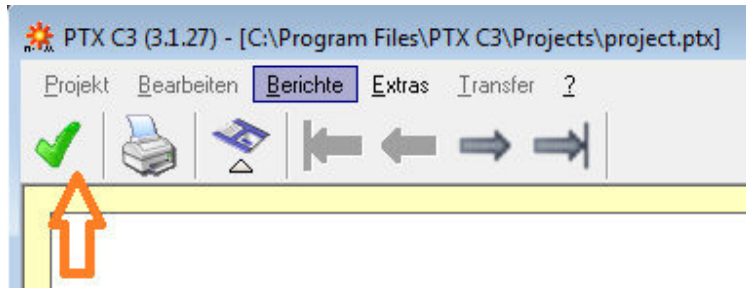 PTX C3 (3.1.27) - [C:\Program Files\PTX C3\Projects\project.ptx]
Projekt Bearbeiten Berichte Extras Transfer ?